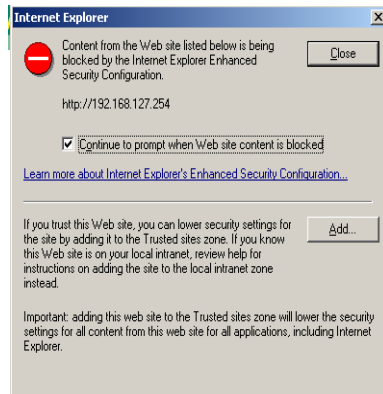 Internet Explorer
Content from the Web site listed below is being
blocked by the Internet Explorer Enhanced
Security Configuration.
Close
http://192.168.127.254
Continue to prompt when Web site content is blocked
Learn more about Internet Explorer's Enhanced Security Configuration...
If you trust this Web site, you can lower security settings for
the site by adding it to the Trusted sites zone. If you know
this Web site is on your local intranet, review help for
instructions on adding the site to the local intranet zone
instead.
Add...
Important: adding this web site to the Trusted sites zone will lower the security
settings for all content from this web site for all applications, including Internet
Explorer.